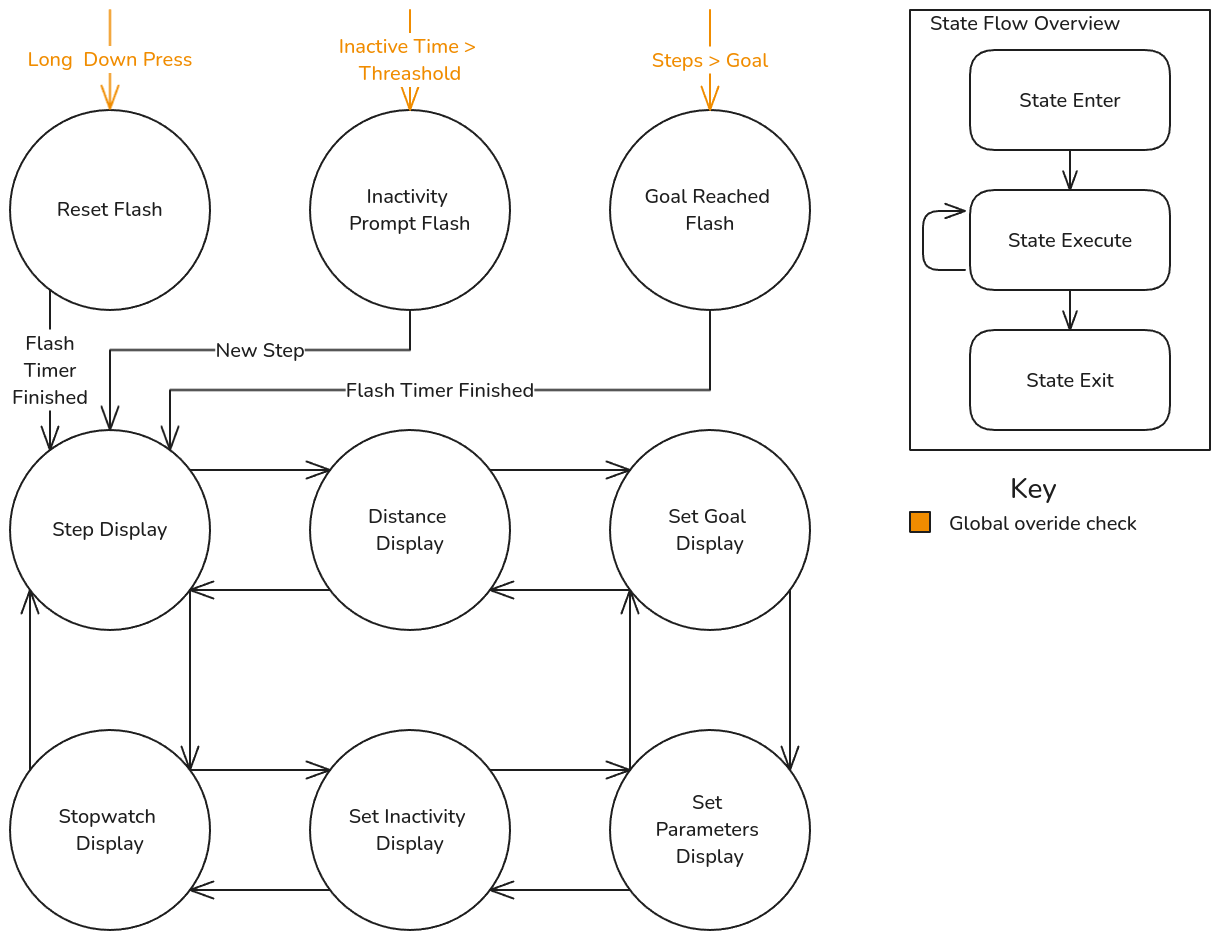 Long  Down Press
Inactive Time >
Threashold
Steps > Goal
Reset Flash
Inactivity
Prompt Flash
Goal Reached
Flash
Flash
Timer
Finished
New Step
Flash Timer Finished
Step Display
Distance
Display
Set Goal
Display
Stopwatch
Display
Set Inactivity
Display
Set
Parameters
Display
State Flow Overview
State Enter
State Execute
State Exit
Key
Global overide check